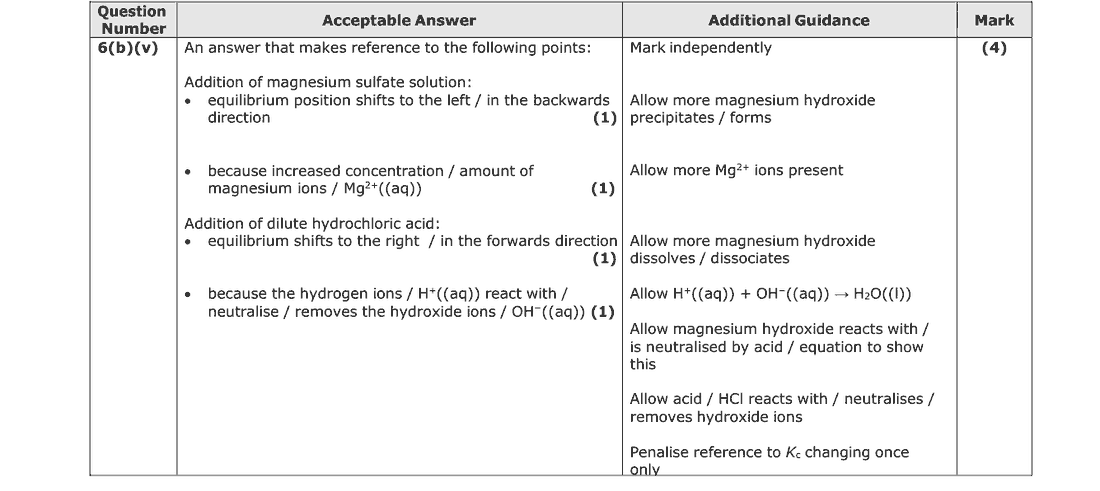 Question Number
Acceptable Answer
Additional Guidance
Mark
6(b)(v)
An answer that makes reference to the following points:
Addition of magnesium sulfate solution:
• equilibrium position shifts to the left / in the backwards
direction (1)
• because increased concentration / amount of
magnesium ions / Mg²⁺((aq)) (1)
Addition of dilute hydrochloric acid:
• equilibrium shifts to the right / in the forwards direction
(1)
• because the hydrogen ions / H⁺((aq)) react with /
neutralise / removes the hydroxide ions / OH⁻((aq)) (1)
Mark independently
Allow more magnesium hydroxide
precipitates / forms
Allow more Mg²⁺ ions present
Allow more magnesium hydroxide
dissolves / dissociates
Allow H⁺((aq)) + OH⁻((aq)) → H₂O((l))
Allow magnesium hydroxide reacts with /
is neutralised by acid / equation to show
this
Allow acid / HCl reacts with / neutralises /
removes hydroxide ions
Penalise reference to Kc changing once
only
(4)